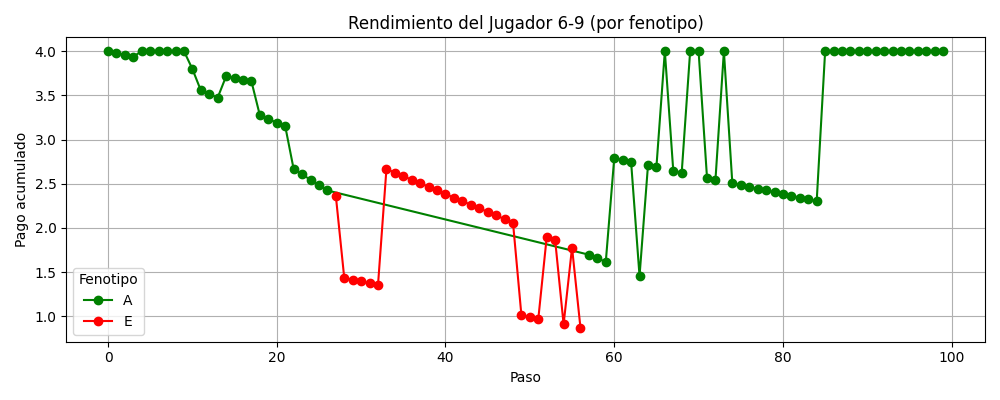 Rendimiento del Jugador 6-9 (por fenotipo)
Pago acumulado
4.0
3.5
3.0
2.5
2.0
1.5
1.0
Fenotipo
A
E
0 20 40 60 80 100
Paso